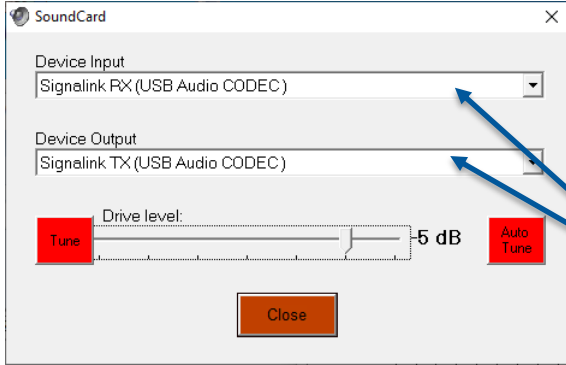 SoundCard
Device Input
Signalink RX (USB Audio CODEC)
Device Output
Signalink TX (USB Audio CODEC)
Drive level:
Tune
-5 dB
Auto
Tune
Close